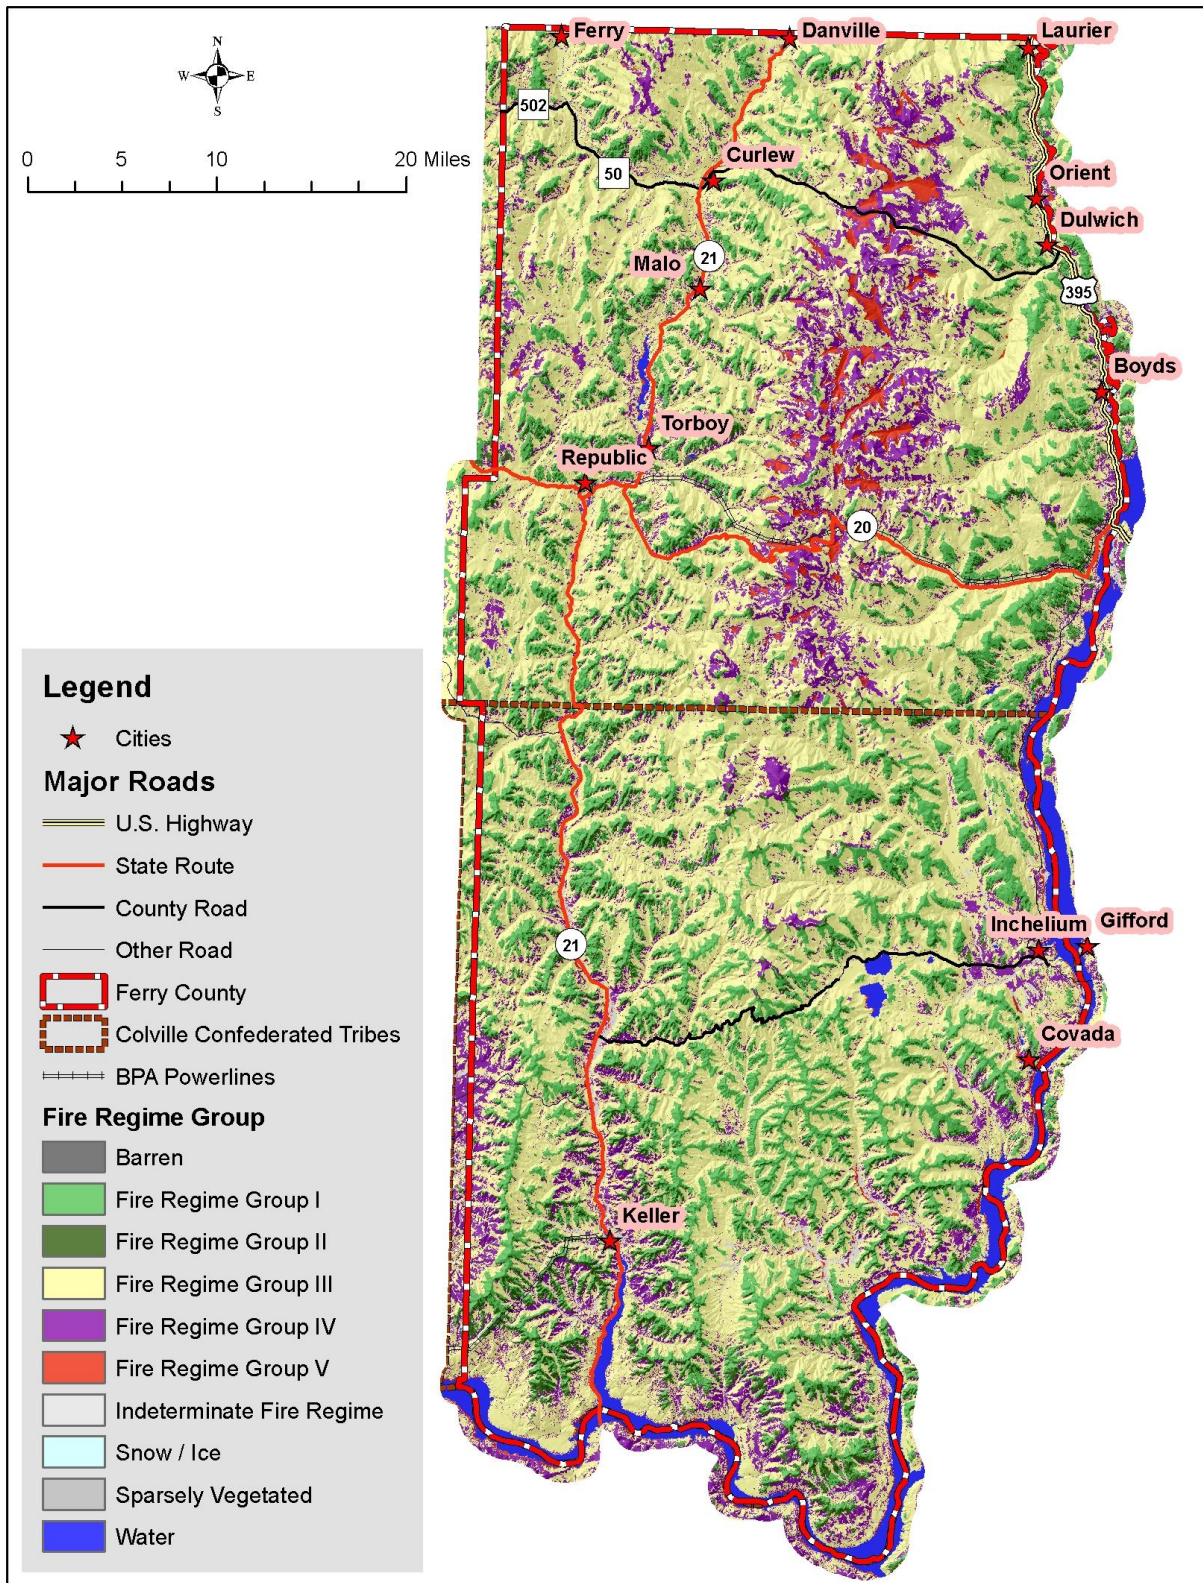 Ferry
Danville
Laurier
N
W
E
S
502
0
5
10
20 Miles
50
Curlew
Orient
Dulwich
21
Malo
395
Boyds
Torboy
Republic
20
Legend
Cities
Major Roads
U.S. Highway
State Route
County Road
Other Road
Ferry County
Colville Confederated Tribes
BPA Powerlines
Fire Regime Group
Barren
Fire Regime Group I
Fire Regime Group II
Fire Regime Group III
Fire Regime Group IV
Fire Regime Group V
Indeterminate Fire Regime
Snow / Ice
Sparsely Vegetated
Water
21
Inchelium
Gifford
Covada
Keller